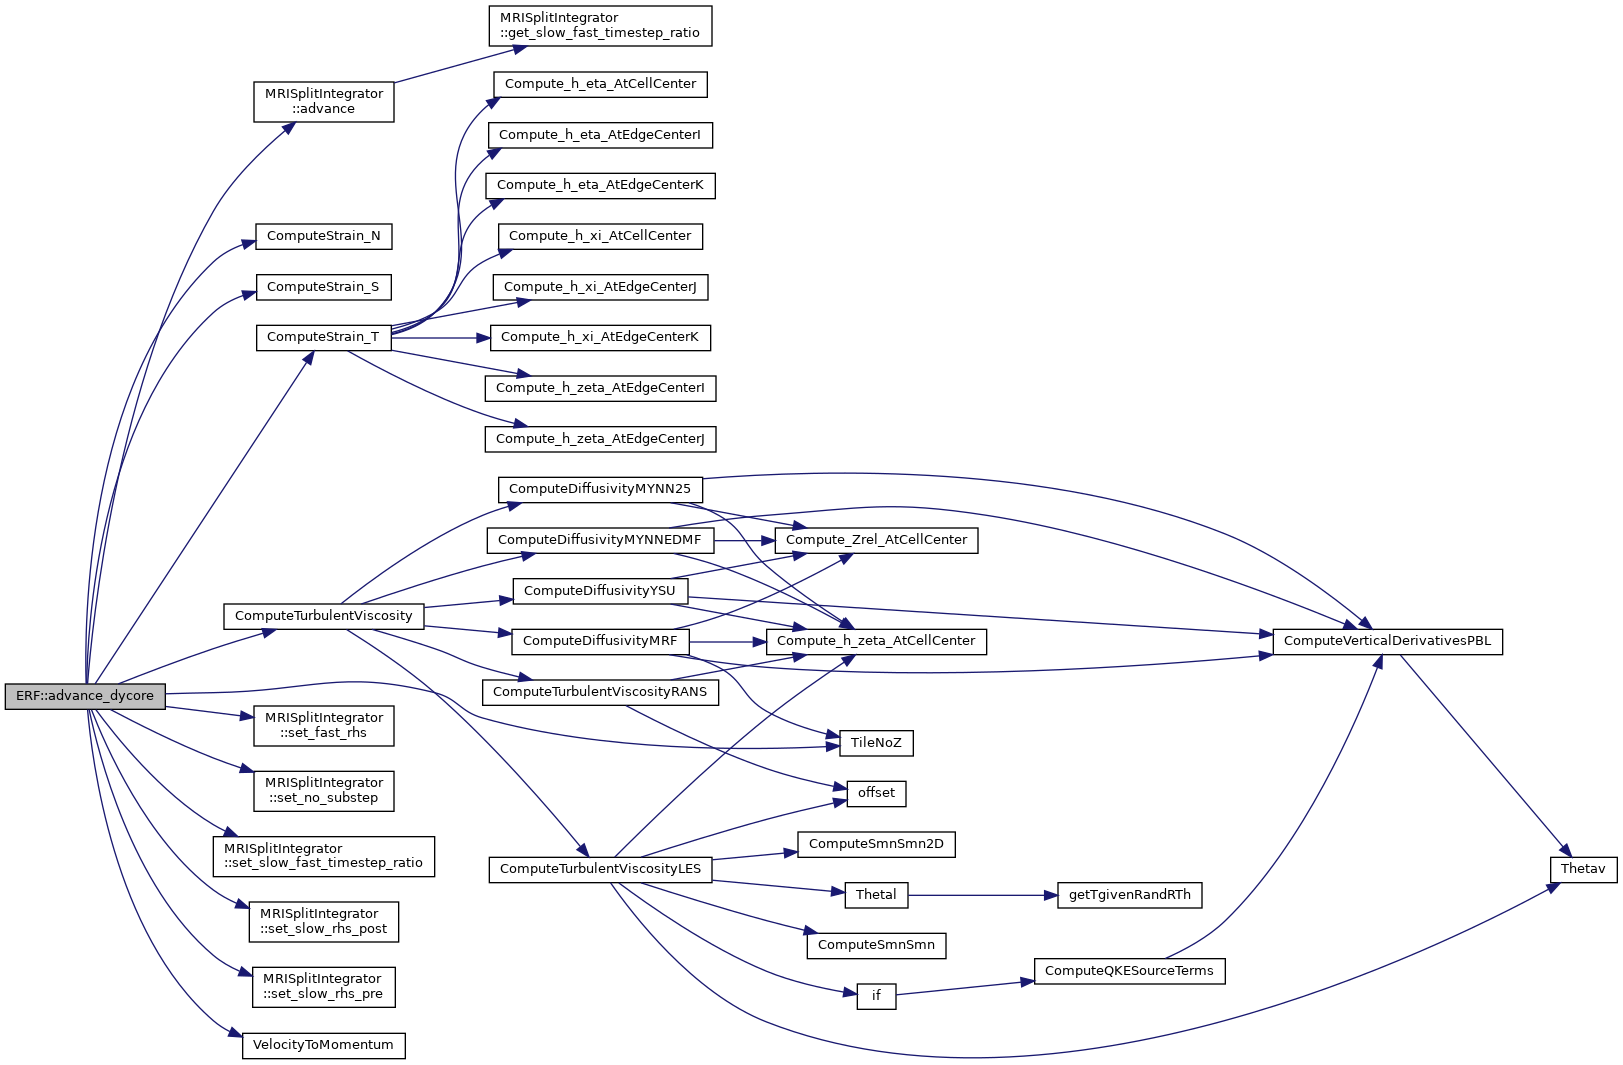 MRISplitIntegrator
::get_slow_fast_timestep_ratio
MRISplitIntegrator
::advance
Compute_h_eta_AtCellCenter
Compute_h_eta_AtEdgeCenterI
Compute_h_eta_AtEdgeCenterK
ComputeStrain_N
Compute_h_xi_AtCellCenter
ComputeStrain_S
Compute_h_xi_AtEdgeCenterJ
ComputeStrain_T
Compute_h_xi_AtEdgeCenterK
Compute_h_zeta_AtEdgeCenterI
Compute_h_zeta_AtEdgeCenterJ
ComputeDiffusivityMYNN25
ComputeDiffusivityMYNNEDMF
Compute_Zrel_AtCellCenter
ComputeDiffusivityYSU
ComputeTurbulentViscosity
ComputeDiffusivityMRF
Compute_h_zeta_AtCellCenter
ComputeVerticalDerivativesPBL
ERF::advance_dycore
ComputeTurbulentViscosityRANS
MRISplitIntegrator
::set_fast_rhs
TileNoZ
MRISplitIntegrator
::set_no_substep
offset
MRISplitIntegrator
::set_slow_fast_timestep_ratio
ComputeSmnSmn2D
ComputeTurbulentViscosityLES
Thetav
Thetal
getTgivenRandRTh
MRISplitIntegrator
::set_slow_rhs_post
ComputeSmnSmn
ComputeQKESourceTerms
MRISplitIntegrator
::set_slow_rhs_pre
if
VelocityToMomentum